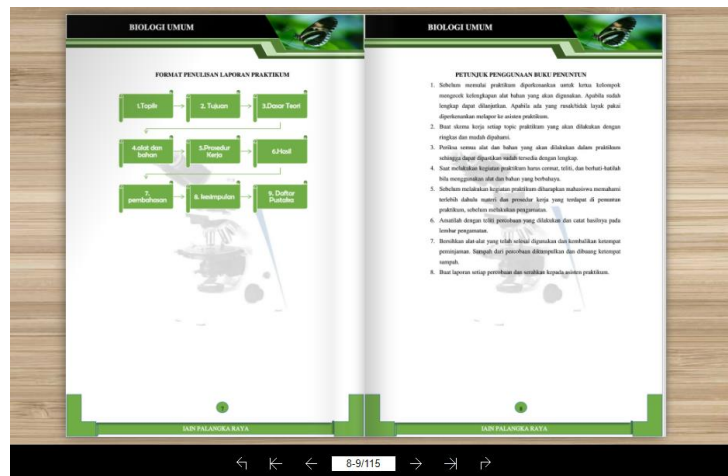 BIOLOGI UMUM
FORMAT PENULISAN LAPORAN PRAKTIKUM
1.Topik
2. Tujuan
3.Dasar Teori
4.alat dan
bahan
5.Prosedur
Kerja
6.Hasil
7.
pembahasan
8. kesimpulan
9. Daftar
Pustaka
7
IAIN PALANGKA RAYA
BIOLOGI UMUM
PETUNJUK PENGGUNAAN BUKU PENUNTUN
1. Sebelum memulai praktikum diperkenankan untuk ketua kelompok
mengecek kelengkapan alat bahan yang akan digunakan. Apabila sudah
lengkap dapat dilanjutkan. Apabila ada yang rusak/tidak layak pakai
diperkenankan melapor ke asisten praktikum.
2. Buat skema kerja setiap topic praktikum yang akan dilakukan dengan
ringkas dan mudah dipahami.
3. Periksa semua alat dan bahan yang akan dilakukan dalam praktikum
sehingga dapat dipastikan sudah tersedia dengan lengkap.
4. Saat melakukan kegiatan praktikum harus cermat, teliti, dan berhati-hatilah
bila menggunakan alat dan bahan yang berbahaya.
5. Sebelum melakukan kegiatan praktikum diharapkan mahasiswa memahami
terlebih dahulu materi dan prosedur kerja yang terdapat di penuntun
praktikum, sebelum melakukan pengamatan.
6. Amatilah dengan teliti percobaan yang dilakukan dan catat hasilnya pada
lembar pengamatan.
7. Bersihkan alat-alat yang telah selesai digunakan dan kembalikan ketempat
peminjaman. Sampah dari percobaan dikumpulkan dan dibuang ketempat
sampah.
8. Buat laporan setiap percobaan dan serahkan kepada asisten praktikum.
8
IAIN PALANGKA RAYA
8-9/115